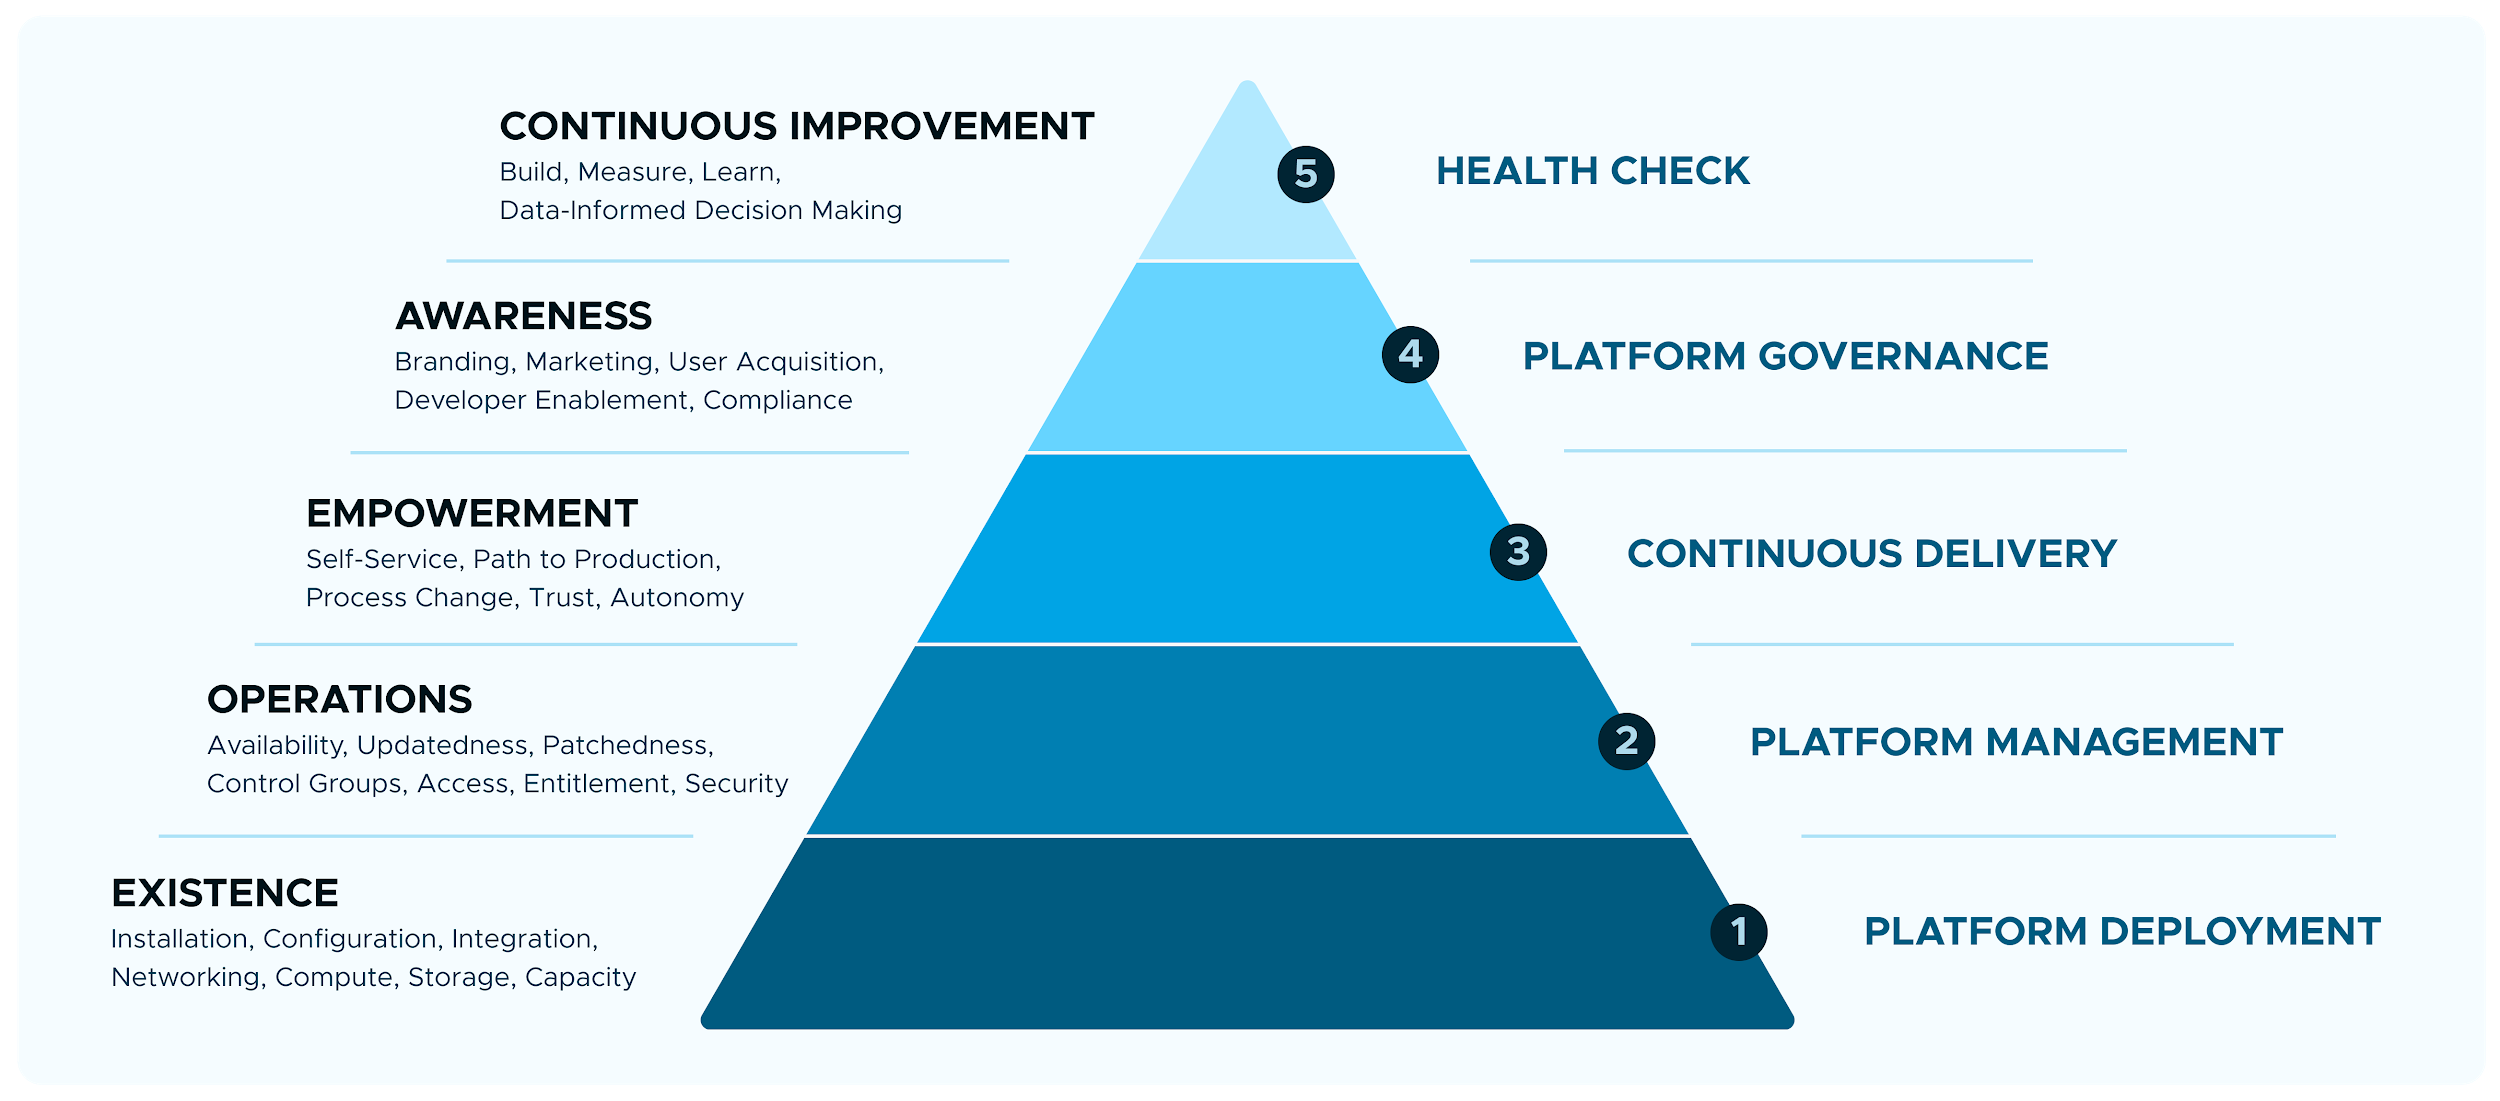 CONTINUOUS IMPROVEMENT
Build, Measure, Learn,
Data-Informed Decision Making
5
HEALTH CHECK
AWARENESS
Branding, Marketing, User Acquisition,
Developer Enablement, Compliance
4
PLATFORM GOVERNANCE
EMPOWERMENT
Self-Service, Path to Production,
Process Change, Trust, Autonomy
3
CONTINUOUS DELIVERY
OPERATIONS
Availability, Updatedness, Patchedness,
Control Groups, Access, Entitlement, Security
2
PLATFORM MANAGEMENT
EXISTENCE
Installation, Configuration, Integration,
Networking, Compute, Storage, Capacity
1
PLATFORM DEPLOYMENT